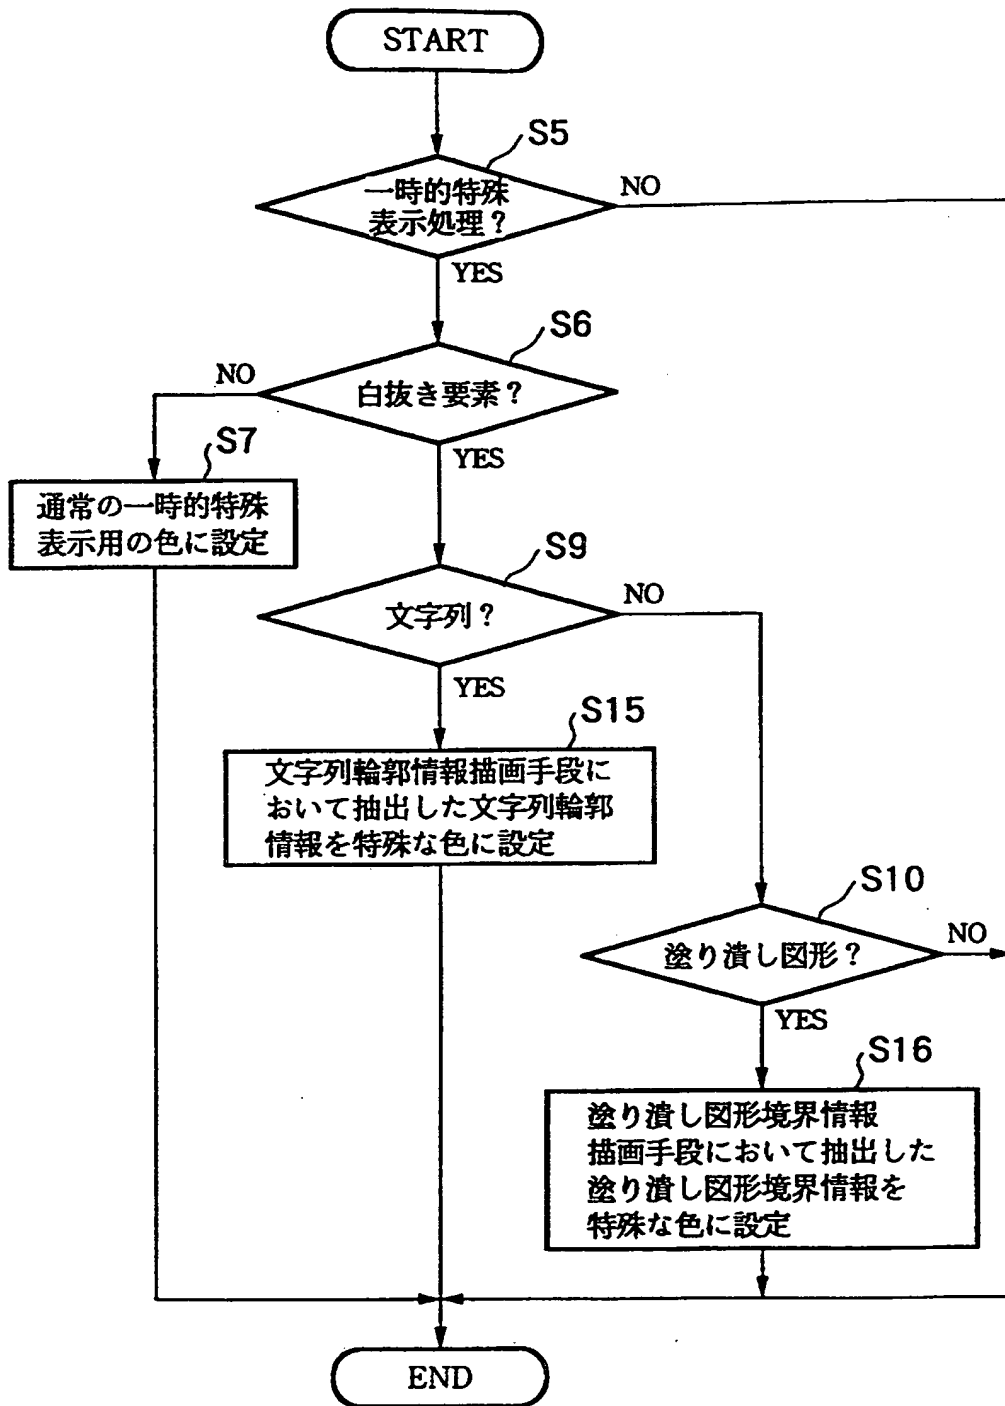 START
S5
一時的特殊
表示処理?
NO
YES
S6
白抜き要素?
NO
YES
S7
通常の一時的特殊
表示用の色に設定
S9
文字列?
NO
YES
S15
文字列輪郭情報描画手段に
おいて抽出した文字列輪郭
情報を特殊な色に設定
S10
塗り潰し図形?
NO
YES
S16
塗り潰し図形境界情報
描画手段において抽出した
塗り潰し図形境界情報を
特殊な色に設定
END